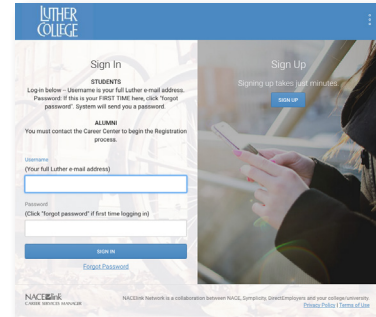 LUTHER
COLLEGE
Sign In
STUDENTS
Log-in below – Username is your full Luther e-mail address.
Password: If this is your FIRST TIME here, click "forgot
password". System will send you a password.
ALUMNI
You must contact the Career Center to begin the Registration
process.
Username
(Your full Luther e-mail address)
Password
(Click "forgot password" if first time logging in)
SIGN IN
Forgot Password
Sign Up
Signing up takes just minutes.
SIGN UP
NACElink
CAREER SERVICES MANAGER
NACElink Network is a collaboration between NACE, Symplicity, DirectEmployers and your college/university.
Privacy Policy | Terms of Use